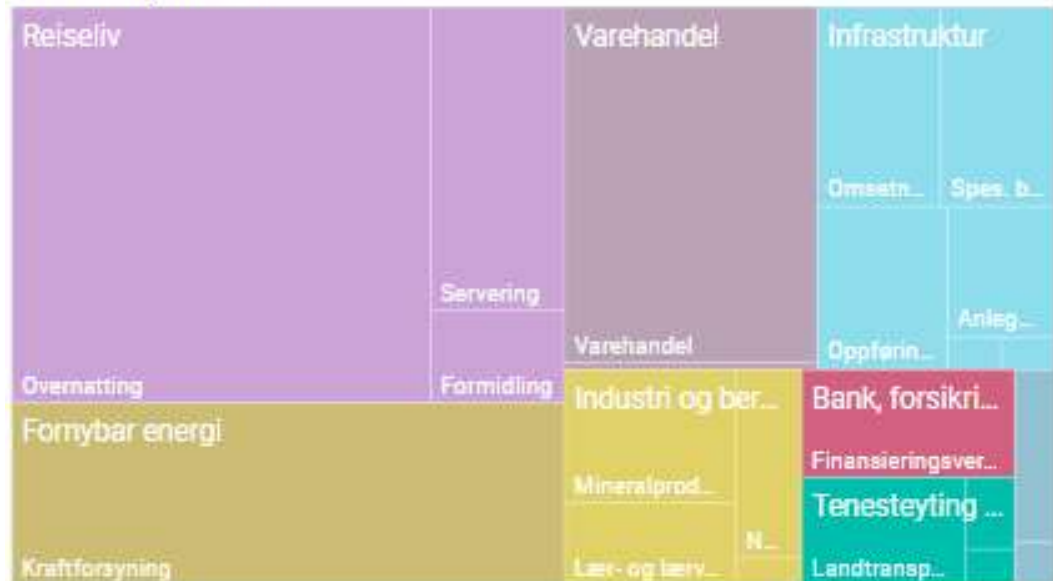 Reiseliv
Servering
Overnatting
Formidling
Fornybar energi
Kraftforsyning
Varehandel
Varehandel
Infrastruktur
Omsetn...
Spes. b...
Oppførin...
Anleg...
Industri og ber...
Mineralprod...
Lær- og lærv...
N...
Bank, forsikri...
Finansieringsver...
Tenesteyting ...
Landtransp...